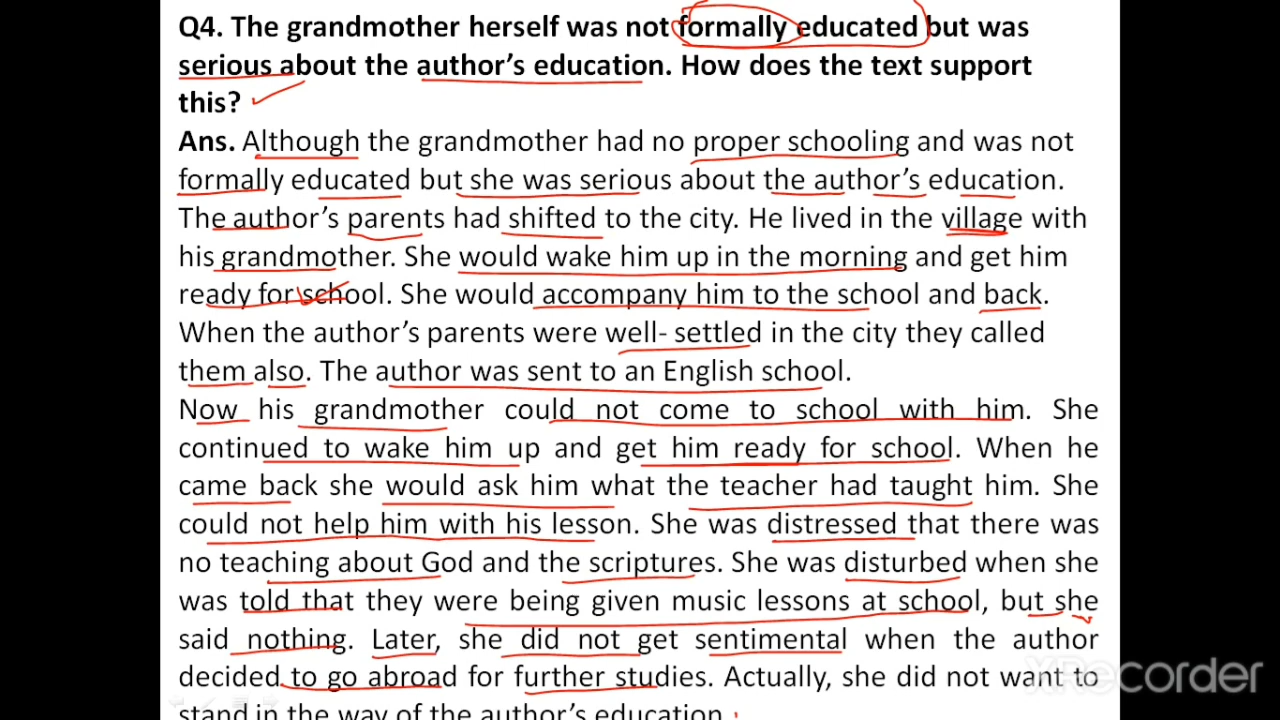 Q4. The grandmother herself was not formally educated but was
serious about the author's education. How does the text support
this?
Ans. Although the grandmother had no proper schooling and was not
formally educated but she was serious about the author's education.
The author's parents had shifted to the city. He lived in the village with
his grandmother. She would wake him up in the morning and get him
ready for school. She would accompany him to the school and back.
When the author's parents were well- settled in the city they called
them also. The author was sent to an English school.
Now his grandmother could not come to school with him. She
continued to wake him up and get him ready for school. When he
came back she would ask him what the teacher had taught him. She
could not help him with his lesson. She was distressed that there was
no teaching about God and the scriptures. She was disturbed when she
was told that they were being given music lessons at school, but she
said nothing. Later, she did not get sentimental when the author
decided to go abroad for further studies. Actually, she did not want to
stand in the way of the author's education.
XRecorder